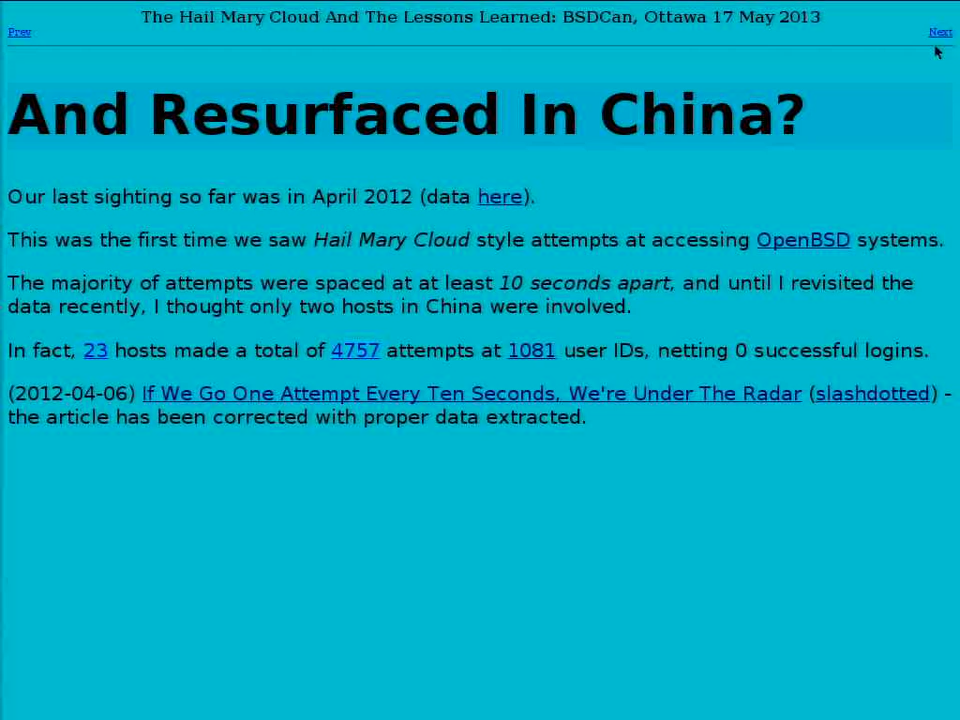 The Hail Mary Cloud And The Lessons Learned: BSDCan, Ottawa 17 May 2013
Prev Next
And Resurfaced In China?
Our last sighting so far was in April 2012 (data here).
This was the first time we saw Hail Mary Cloud style attempts at accessing OpenBSD systems.
The majority of attempts were spaced at at least 10 seconds apart, and until I revisited the
data recently, I thought only two hosts in China were involved.
In fact, 23 hosts made a total of 4757 attempts at 1081 user IDs, netting 0 successful logins.
(2012-04-06) If We Go One Attempt Every Ten Seconds, We're Under The Radar (slashdotted) -
the article has been corrected with proper data extracted.